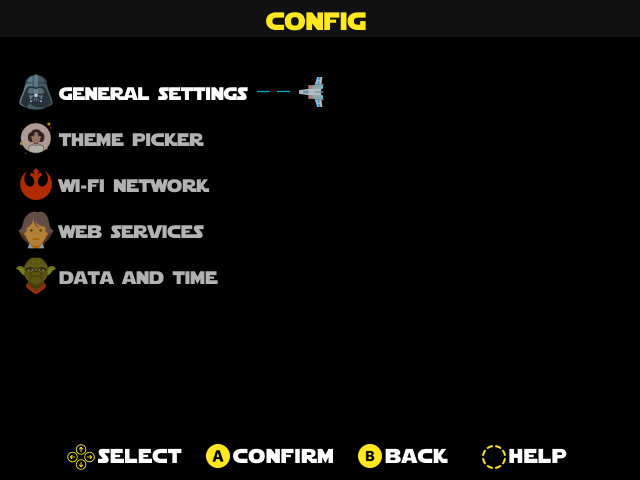 CONFIG
GENERAL SETTINGS
THEME PICKER
WI-FI NETWORK
WEB SERVICES
DATA AND TIME
SELECT A CONFIRM B BACK HELP